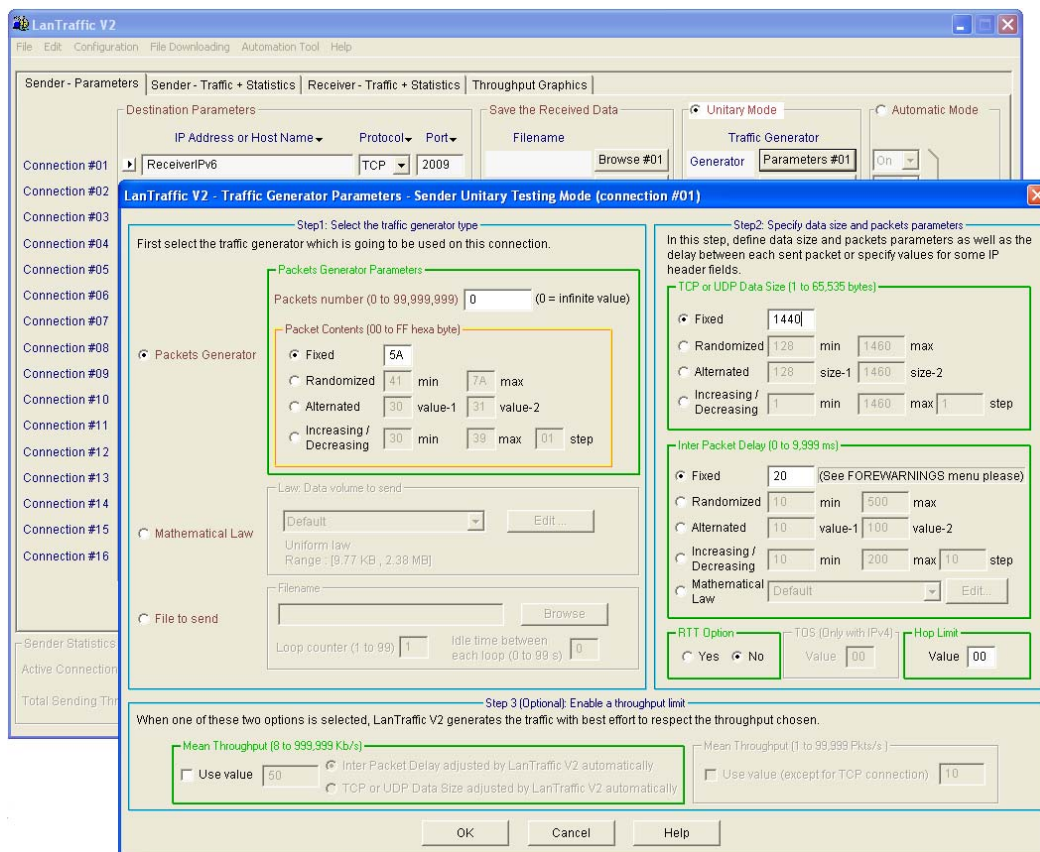 LanTraffic V2
File Edit Configuration File Downloading Automation Tool Help
Sender - Parameters Sender - Traffic + Statistics Receiver - Traffic + Statistics Throughput Graphics
Destination Parameters Save the Received Data Unitary Mode Automatic Mode
IP Address or Host Name Protocol Port Filename Traffic Generator
Connection #01 ReceiverIPv6 TCP 2009 Browse #01 Generator Parameters #01 On
Connection #02
Connection #03
Connection #04
Connection #05
Connection #06
Connection #07
Connection #08
Connection #09
Connection #10
Connection #11
Connection #12
Connection #13
Connection #14
Connection #15
Connection #16
Sender Statistics
Active Connection
Total Sending Thr
LanTraffic V2 - Traffic Generator Parameters - Sender Unitary Testing Mode (connection #01)
Step1: Select the traffic generator type
First select the traffic generator which is going to be used on this connection.
Packets Generator
Packets Generator Parameters
Packets number (0 to 99,999,999) 0 (0 = infinite value)
Packet Contents (00 to FF hexa byte)
Fixed 5A
Randomized 41 min 7A max
Alternated 30 value-1 31 value-2
Increasing / Decreasing 30 min 39 max 01 step
Mathematical Law
Law: Data volume to send
Default Edit ...
Uniform law
Range : [9.77 KB , 2.38 MB]
File to send
Filename
Browse
Loop counter (1 to 99) 1 Idle time between each loop (0 to 99 s) 0
Step2: Specify data size and packets parameters
In this step, define data size and packets parameters as well as the
delay between each sent packet or specify values for some IP
header fields.
TCP or UDP Data Size (1 to 65,535 bytes)
Fixed 1440
Randomized 128 min 1460 max
Alternated 128 size-1 1460 size-2
Increasing / Decreasing 1 min 1460 max 1 step
Inter Packet Delay (0 to 9,999 ms)
Fixed 20 (See FOREWARNINGS menu please)
Randomized 10 min 500 max
Alternated 10 value-1 100 value-2
Increasing / Decreasing 10 min 200 max 10 step
Mathematical Law Default Edit...
RTT Option TOS (Only with IPv4) Hop Limit
Yes No Value 00 Value 00
Step 3 (Optional): Enable a throughput limit
When one of these two options is selected, LanTraffic V2 generates the traffic with best effort to respect the throughput chosen.
Mean Throughput (8 to 999,999 Kb/s)
Use value 50 Inter Packet Delay adjusted by LanTraffic V2 automatically
TCP or UDP Data Size adjusted by LanTraffic V2 automatically
Mean Throughput (1 to 99,999 Pkts/s )
Use value (except for TCP connection) 10
OK Cancel Help